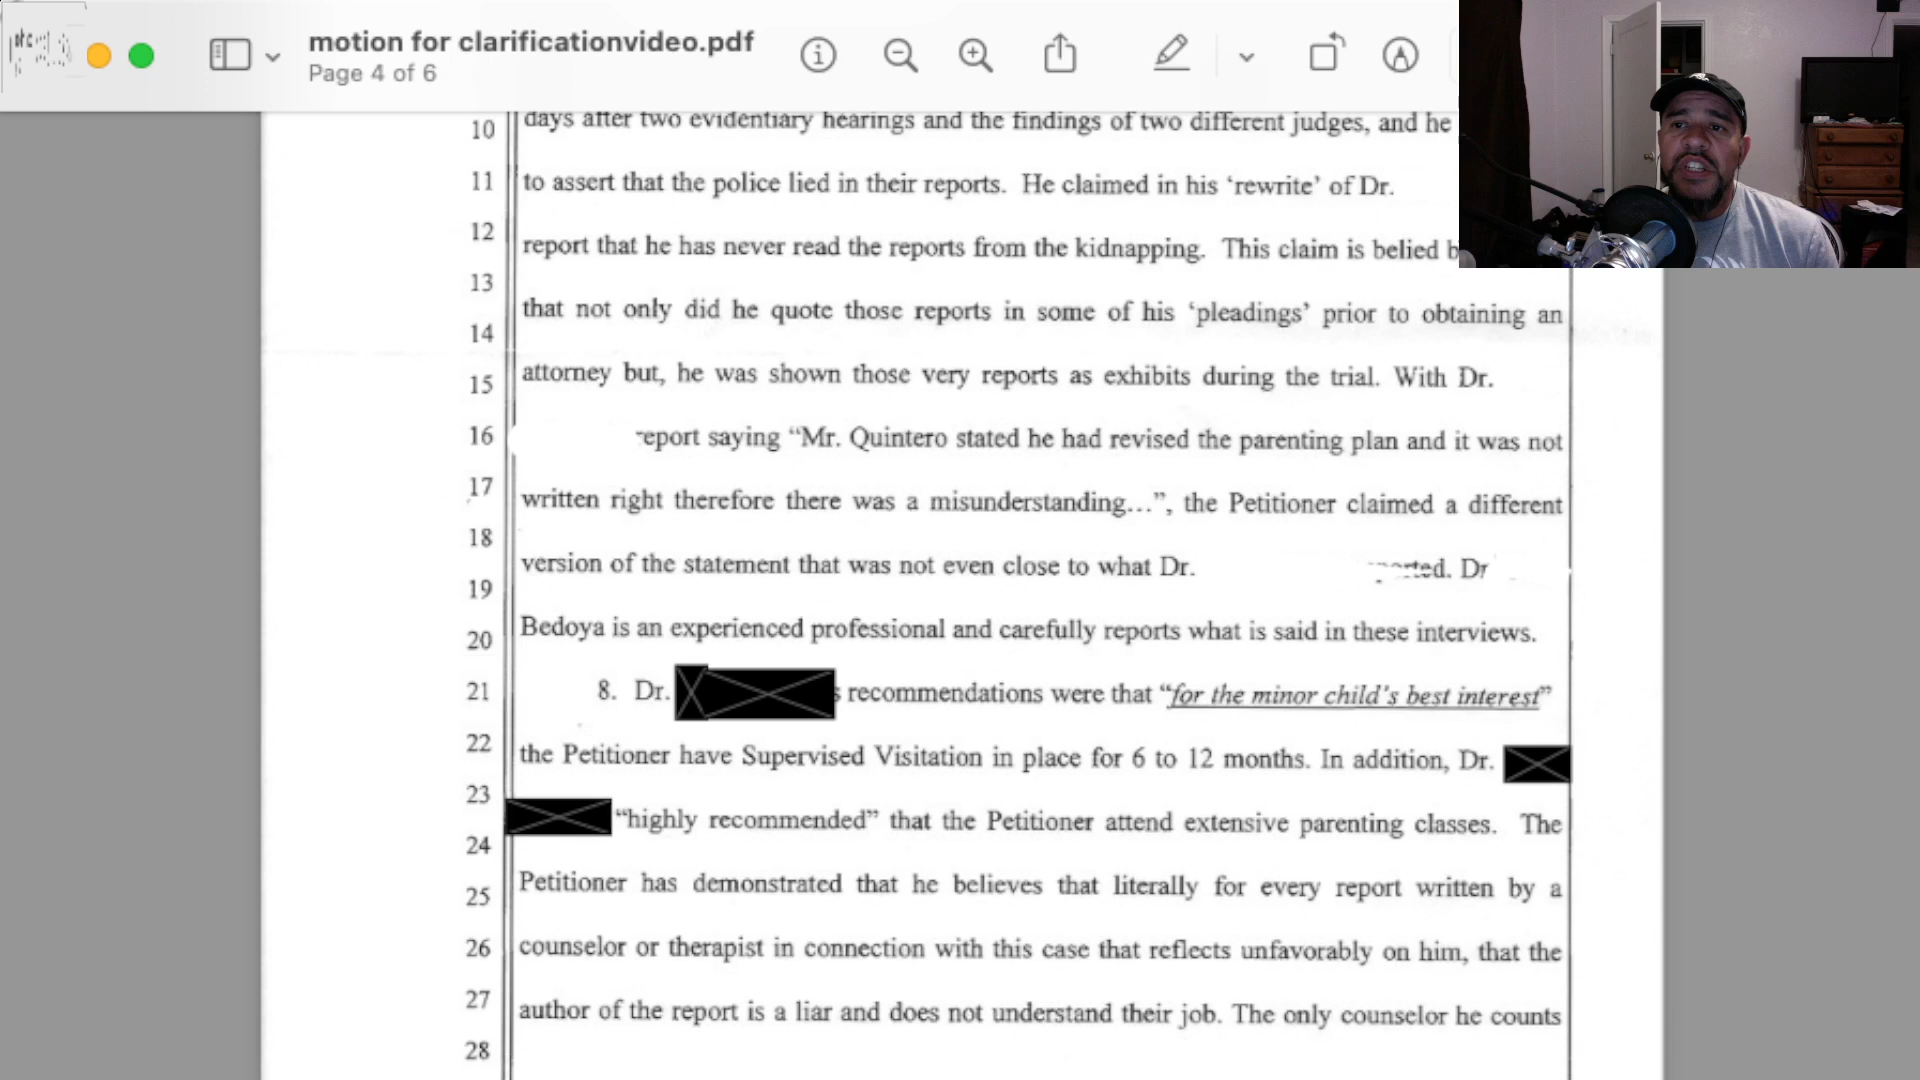 motion for clarificationvideo.pdf
Page 4 of 6
10 days after two evidentiary hearings and the findings of two different judges, and he
11 to assert that the police lied in their reports. He claimed in his ‘rewrite’ of Dr.
12 report that he has never read the reports from the kidnapping. This claim is belied b
13 that not only did he quote those reports in some of his ‘pleadings’ prior to obtaining an
14
15 attorney but, he was shown those very reports as exhibits during the trial. With Dr.
16 eport saying “Mr. Quintero stated he had revised the parenting plan and it was not
17 written right therefore there was a misunderstanding…”, the Petitioner claimed a different
18
19 version of the statement that was not even close to what Dr. rted. Dr
20 Bedoya is an experienced professional and carefully reports what is said in these interviews.
21 8. Dr. s recommendations were that “for the minor child’s best interest”
22 the Petitioner have Supervised Visitation in place for 6 to 12 months. In addition, Dr.
23
24 “highly recommended” that the Petitioner attend extensive parenting classes. The
25 Petitioner has demonstrated that he believes that literally for every report written by a
26 counselor or therapist in connection with this case that reflects unfavorably on him, that the
27 author of the report is a liar and does not understand their job. The only counselor he counts
28